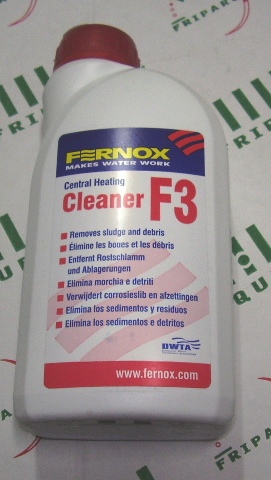 FERNOX
MAKES WATER WORK
Central Heating
Cleaner F3
Removes sludge and debris
Élimine les boues et les débris
Entfernt Rostschlamm
und Ablagerungen
Elimina morchia e detriti
Verwijdert corrosieslib en afzettingen
Elimina los sedimentos y residuos
Elimina los sedimentos e detritos
DWTA
www.fernox.com